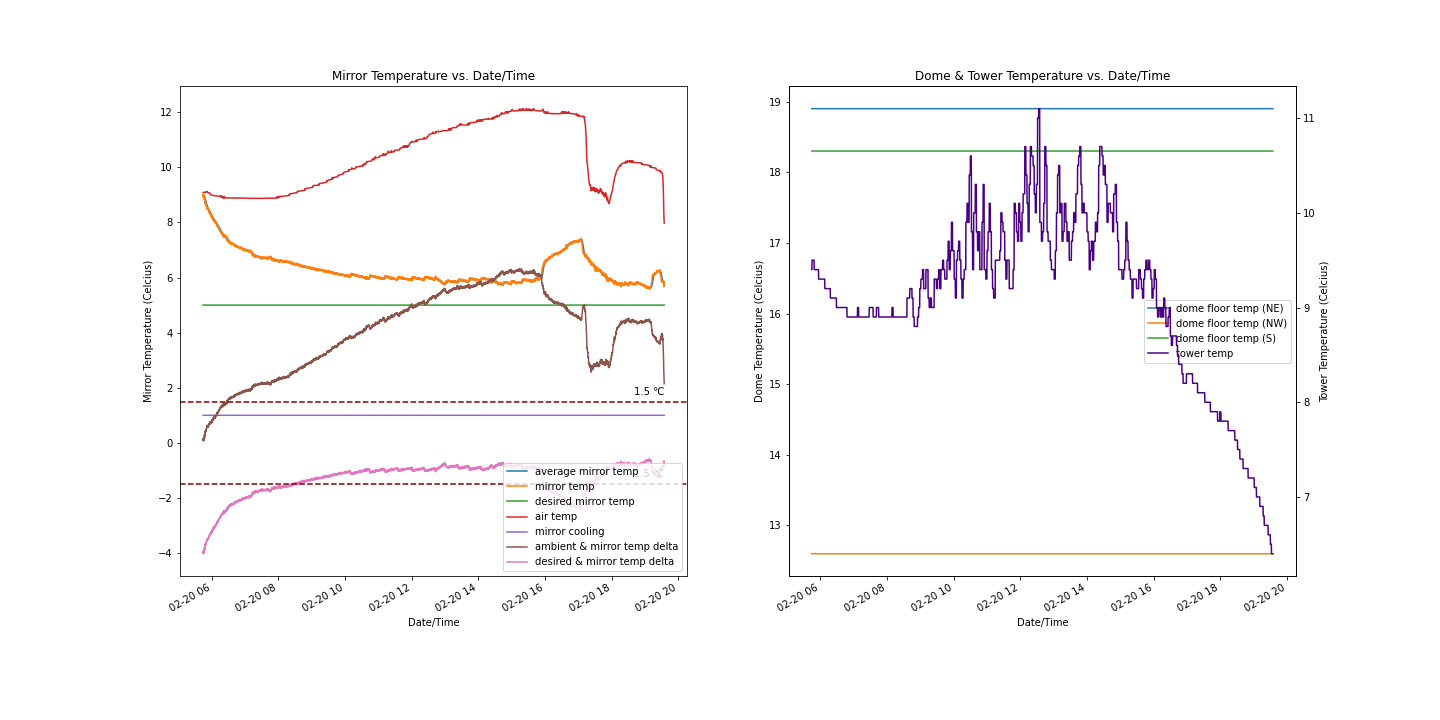 Mirror Temperature vs. Date/Time
Mirror Temperature (Celcius)
12
10
8
6
4
2
0
−2
−4
1.5 °C
average mirror temp
mirror temp
desired mirror temp
air temp
mirror cooling
ambient & mirror temp delta
desired & mirror temp delta
02-20 06
02-20 08
02-20 10
02-20 12
02-20 14
02-20 16
02-20 18
02-20 20
Date/Time
Dome & Tower Temperature vs. Date/Time
Dome Temperature (Celcius)
19
18
17
16
15
14
13
dome floor temp (NE)
dome floor temp (NW)
dome floor temp (S)
tower temp
11
10
9
8
7
Tower Temperature (Celcius)
02-20 06
02-20 08
02-20 10
02-20 12
02-20 14
02-20 16
02-20 18
02-20 20
Date/Time